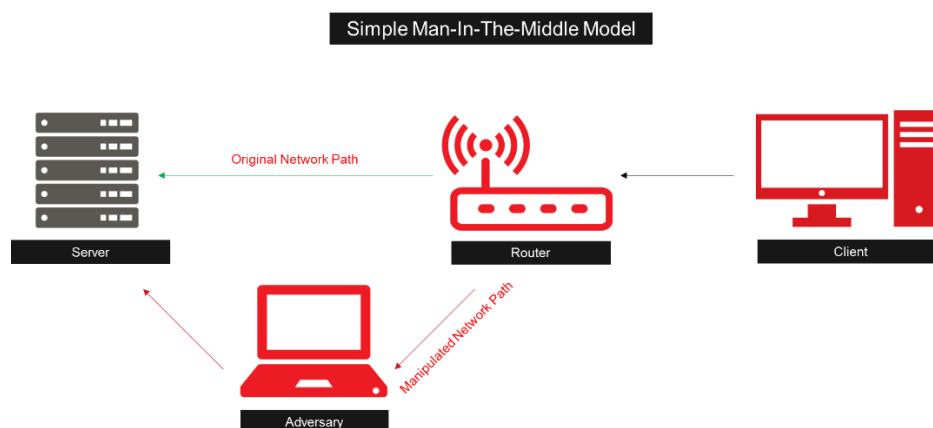 Simple Man-In-The-Middle Model
Original Network Path
Server
Router
Client
Manipulated Network Path
Adversary